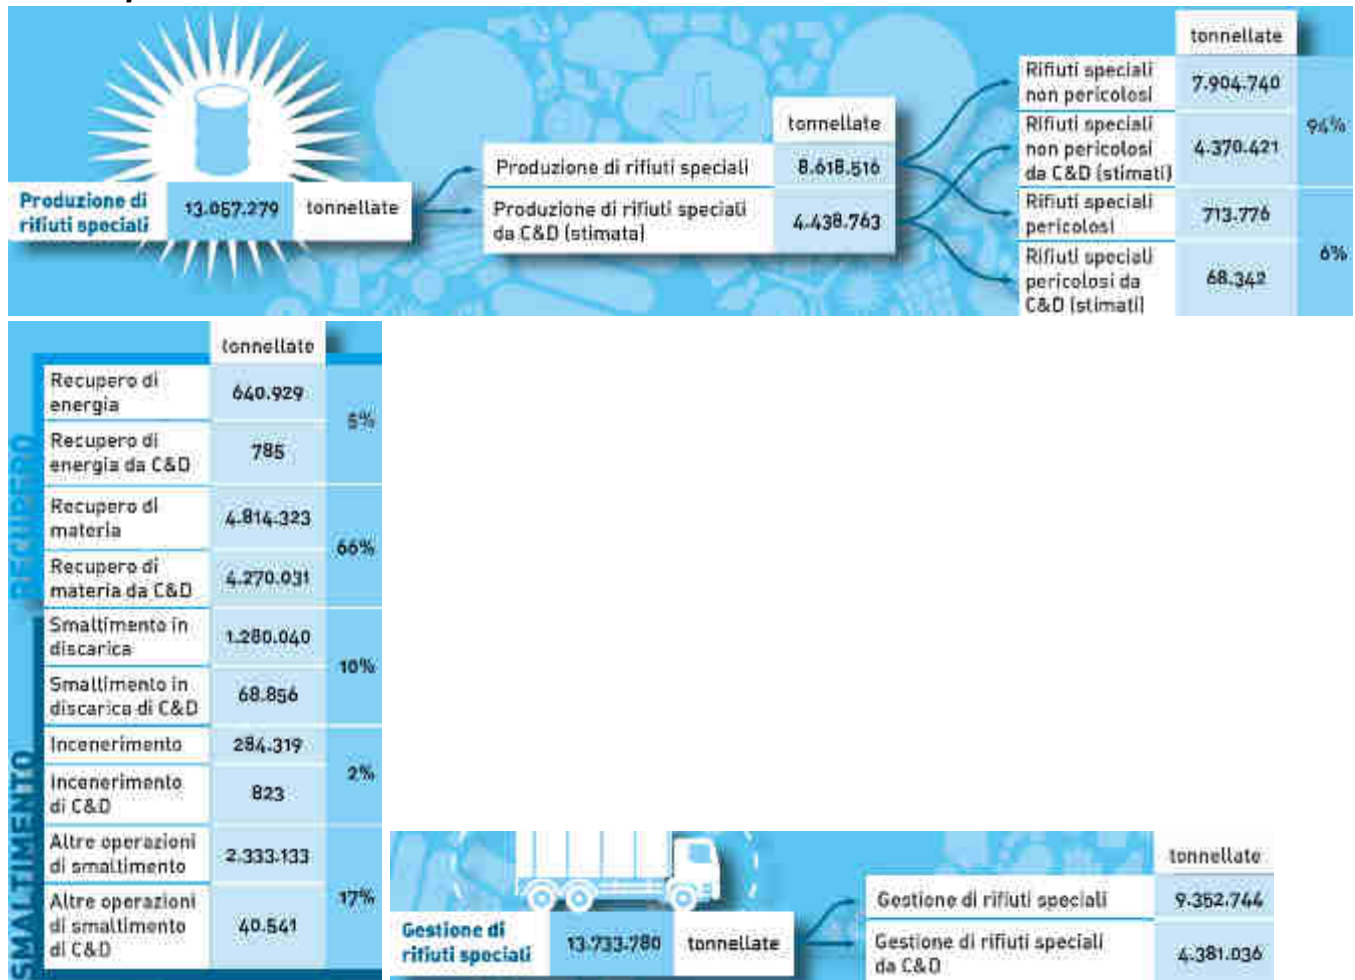 tonnellate
Rifiuti speciali
non pericolosi
7.904.740
Rifiuti speciali
non pericolosi
da C&D (stimati)
4.370.421
94%
Rifiuti speciali
pericolosi
713.776
Rifiuti speciali
pericolosi da
C&D (stimati)
68.342
6%
tonnellate
Produzione di rifiuti speciali
8.618.516
Produzione di rifiuti speciali
da C&D (stimata)
4.438.763
Produzione di
rifiuti speciali
13.057.279 tonnellate
tonnellate
RECUPERO
Recupero di
energia
640.929
Recupero di
energia da C&D
785
5%
Recupero di
materia
4.814.323
Recupero di
materia da C&D
4.270.031
66%
SMALTIMENTO
Smaltimento in
discarica
1.280.040
Smaltimento in
discarica di C&D
68.856
10%
Incenerimento
284.319
Incenerimento
di C&D
823
2%
Altre operazioni
di smaltimento
2.333.133
Altre operazioni
di smaltimento
di C&D
40.541
17%
Gestione di
rifiuti speciali
13.733.780 tonnellate
tonnellate
Gestione di rifiuti speciali
9.352.744
Gestione di rifiuti speciali
da C&D
4.381.036